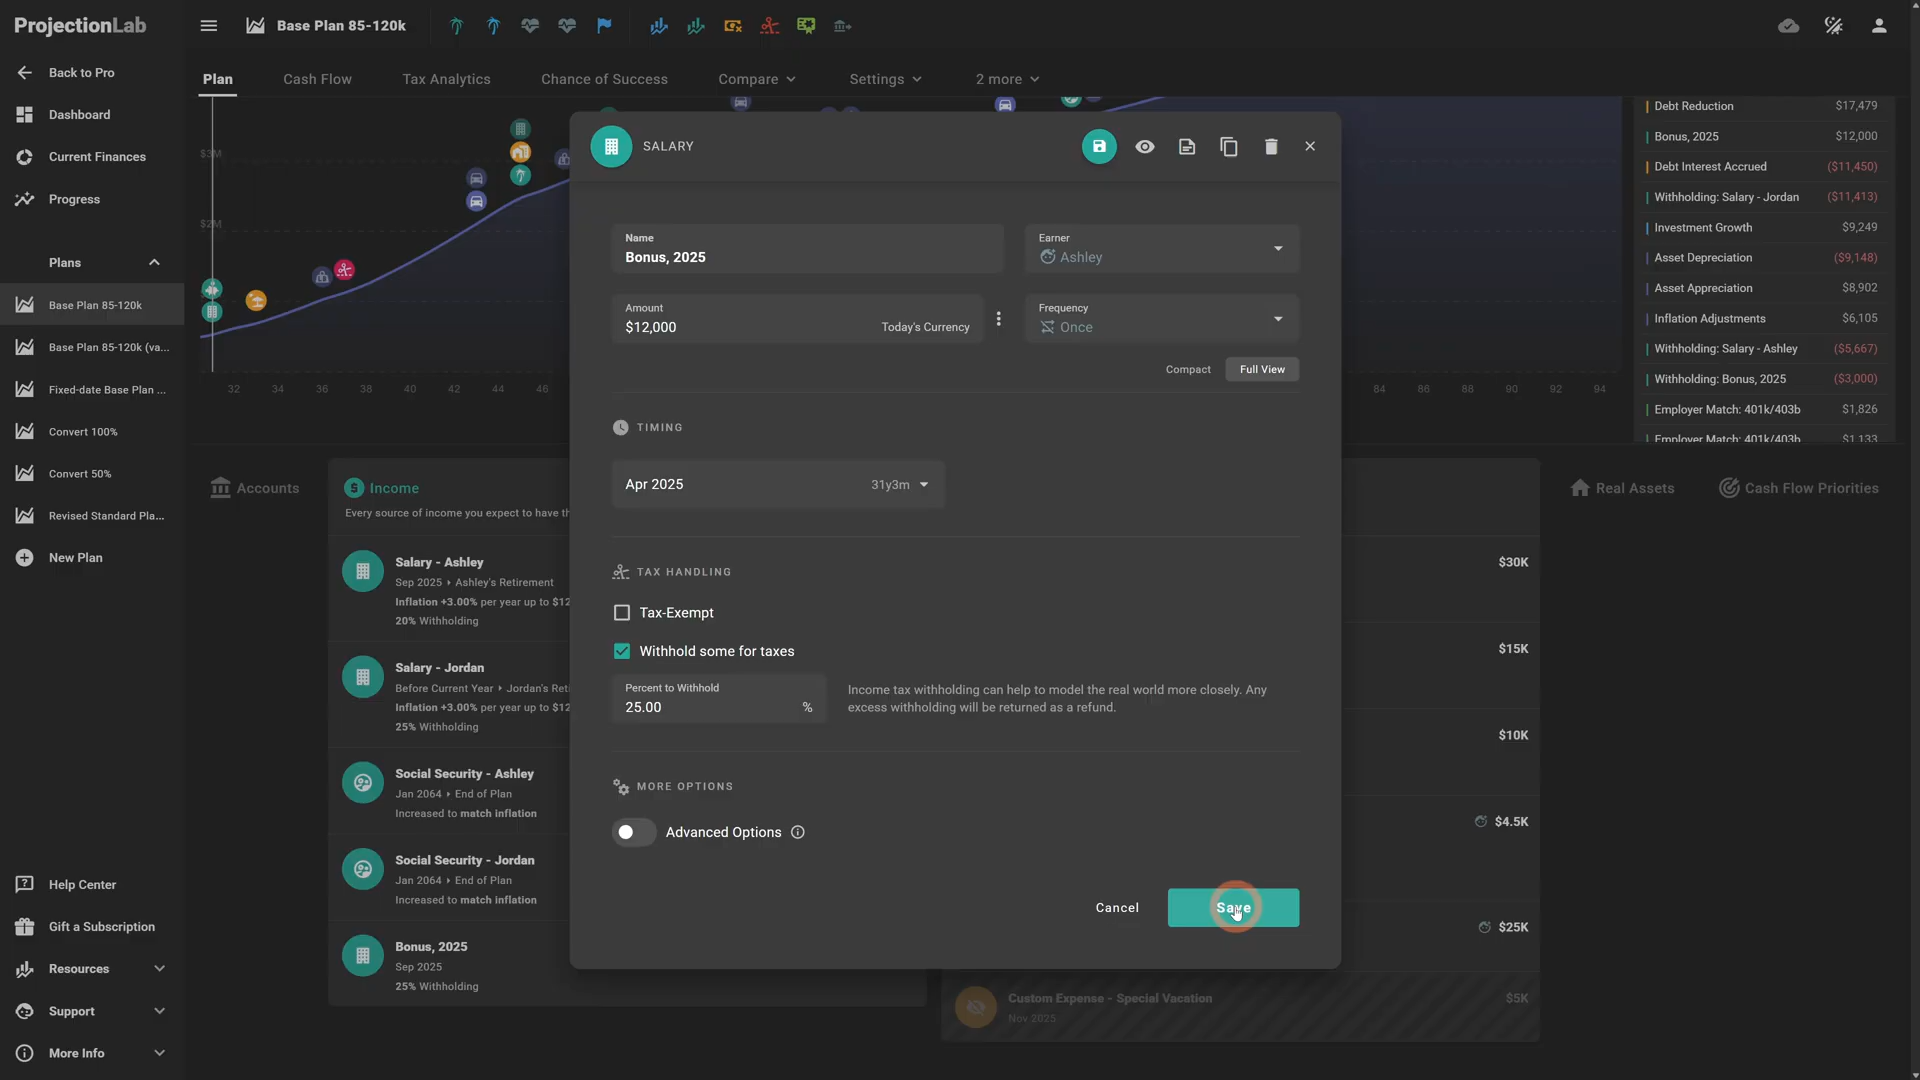 ProjectionLab
Base Plan 85-120k
Back to Pro
Dashboard
Current Finances
Progress
Plans
Base Plan 85-120k
Base Plan 85-120k (va...
Fixed-date Base Plan ...
Convert 100%
Convert 50%
Revised Standard Pla...
New Plan
Help Center
Gift a Subscription
Resources
Support
More Info
Plan
Cash Flow
Tax Analytics
Chance of Success
Compare
Settings
2 more
$3M
$2M
32
34
36
38
40
42
44
46
84
86
88
90
92
94
Debt Reduction $17,479
Bonus, 2025 $12,000
Debt Interest Accrued ($11,450)
Withholding: Salary - Jordan ($11,413)
Investment Growth $9,249
Asset Depreciation ($9,148)
Asset Appreciation $8,902
Inflation Adjustments $6,105
Withholding: Salary - Ashley ($5,667)
Withholding: Bonus, 2025 ($3,000)
Employer Match: 401k/403b $1,826
Employer Match: 401k/403b $1,133
Accounts
Income
Every source of income you expect to have th
Salary - Ashley
Sep 2025 ‣ Ashley's Retirement
Inflation +3.00% per year up to $12
20% Withholding
Salary - Jordan
Before Current Year ‣ Jordan's Reti
Inflation +3.00% per year up to $12
25% Withholding
Social Security - Ashley
Jan 2064 ‣ End of Plan
Increased to match inflation
Social Security - Jordan
Jan 2064 ‣ End of Plan
Increased to match inflation
Bonus, 2025
Sep 2025
25% Withholding
SALARY
Name
Bonus, 2025
Earner
Ashley
Amount
$12,000 Today's Currency
Frequency
Once
Compact
Full View
TIMING
Apr 2025 31y3m
TAX HANDLING
Tax-Exempt
Withhold some for taxes
Percent to Withhold
25.00 %
Income tax withholding can help to model the real world more closely. Any
excess withholding will be returned as a refund.
MORE OPTIONS
Advanced Options
Cancel
Save
$30K
$15K
$10K
$4.5K
$25K
Custom Expense - Special Vacation $5K
Nov 2025
Real Assets
Cash Flow Priorities